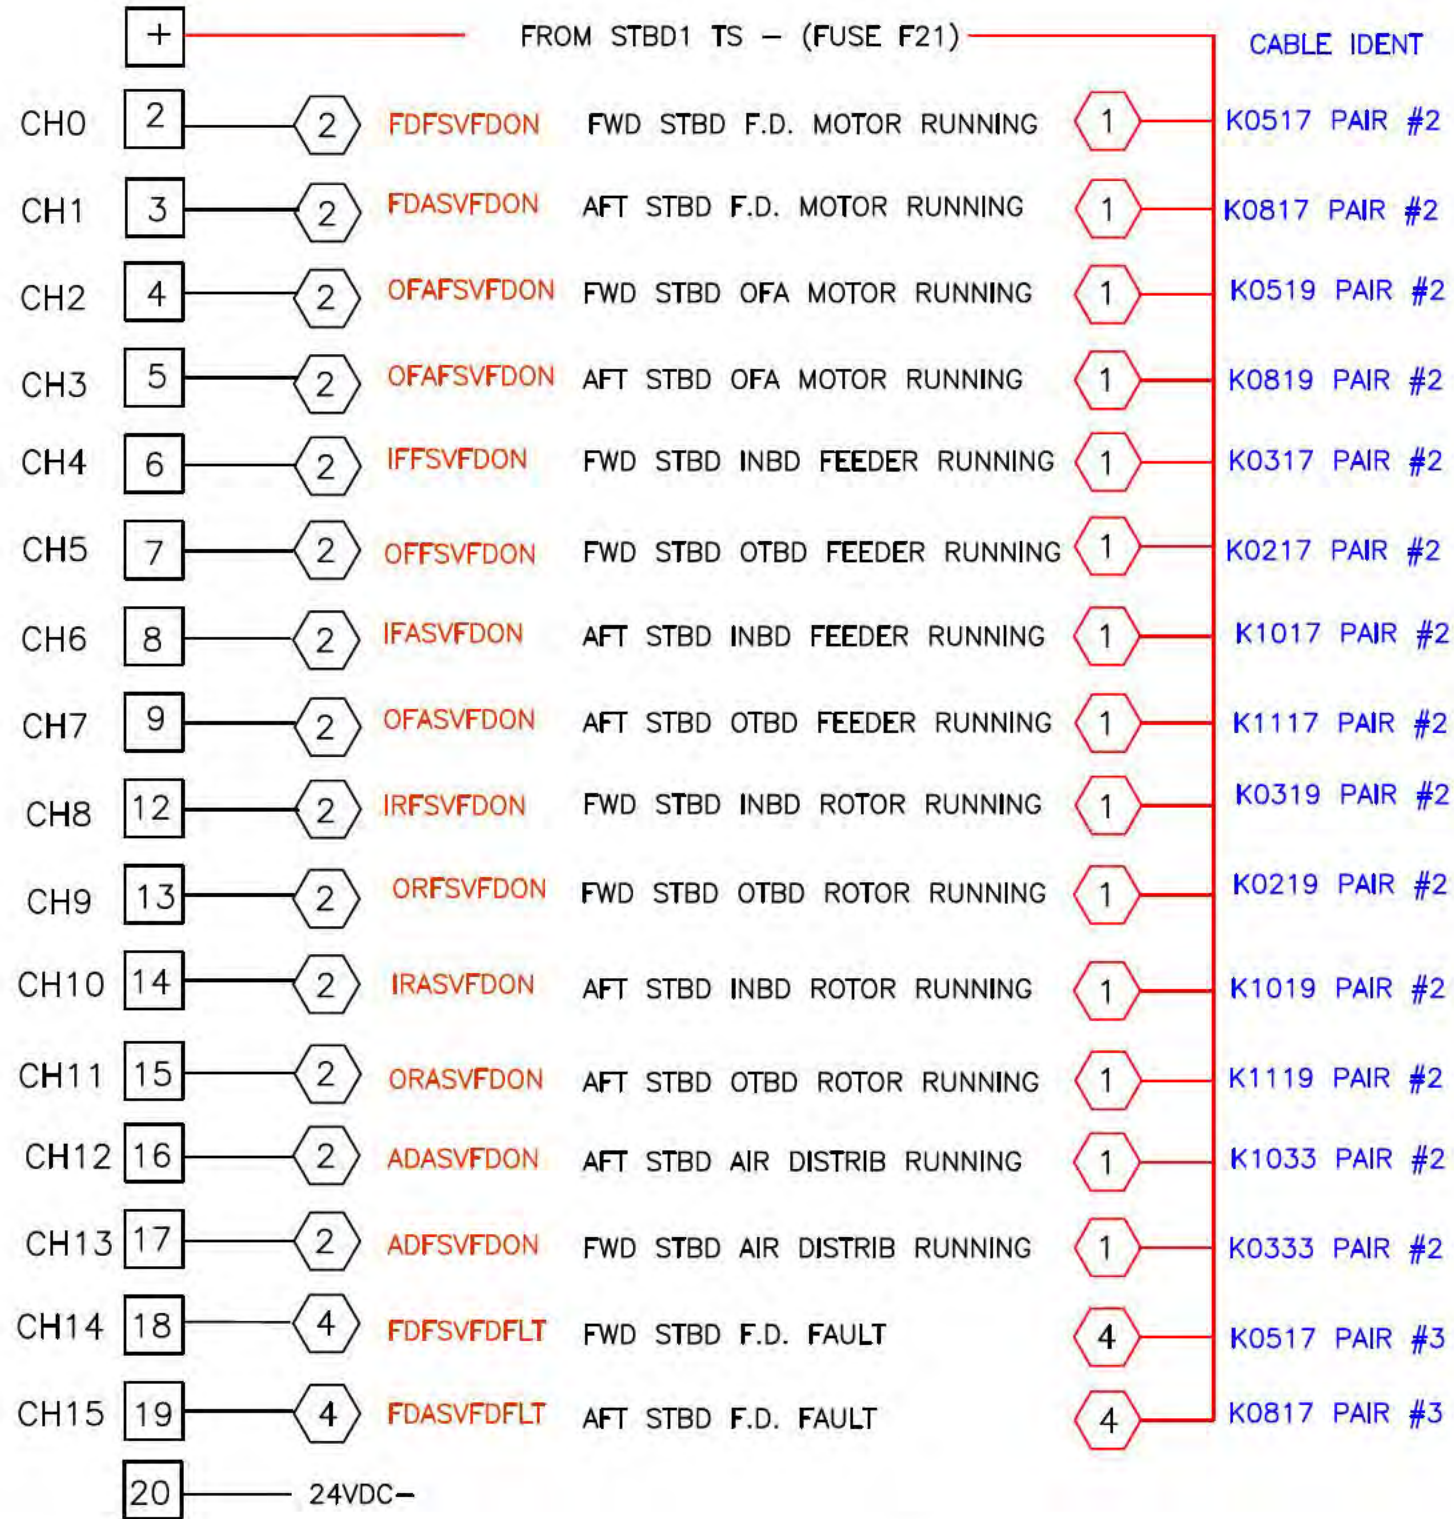 + FROM STBD1 TS – (FUSE F21) CABLE IDENT
CH0 2 2 FDFSVFDON FWD STBD F.D. MOTOR RUNNING 1 K0517 PAIR #2
CH1 3 2 FDASVFDON AFT STBD F.D. MOTOR RUNNING 1 K0817 PAIR #2
CH2 4 2 OFAFSVFDON FWD STBD OFA MOTOR RUNNING 1 K0519 PAIR #2
CH3 5 2 OFAFSVFDON AFT STBD OFA MOTOR RUNNING 1 K0819 PAIR #2
CH4 6 2 IFFSVFDON FWD STBD INBD FEEDER RUNNING 1 K0317 PAIR #2
CH5 7 2 OFFSVFDON FWD STBD OTBD FEEDER RUNNING 1 K0217 PAIR #2
CH6 8 2 IFASVFDON AFT STBD INBD FEEDER RUNNING 1 K1017 PAIR #2
CH7 9 2 OFASVFDON AFT STBD OTBD FEEDER RUNNING 1 K1117 PAIR #2
CH8 12 2 IRFSVFDON FWD STBD INBD ROTOR RUNNING 1 K0319 PAIR #2
CH9 13 2 ORFSVFDON FWD STBD OTBD ROTOR RUNNING 1 K0219 PAIR #2
CH10 14 2 IRASVFDON AFT STBD INBD ROTOR RUNNING 1 K1019 PAIR #2
CH11 15 2 ORASVFDON AFT STBD OTBD ROTOR RUNNING 1 K1119 PAIR #2
CH12 16 2 ADASVFDON AFT STBD AIR DISTRIB RUNNING 1 K1033 PAIR #2
CH13 17 2 ADFSVFDON FWD STBD AIR DISTRIB RUNNING 1 K0333 PAIR #2
CH14 18 4 FDFSVFDFLT FWD STBD F.D. FAULT 4 K0517 PAIR #3
CH15 19 4 FDASVFDFLT AFT STBD F.D. FAULT 4 K0817 PAIR #3
20 24VDC–